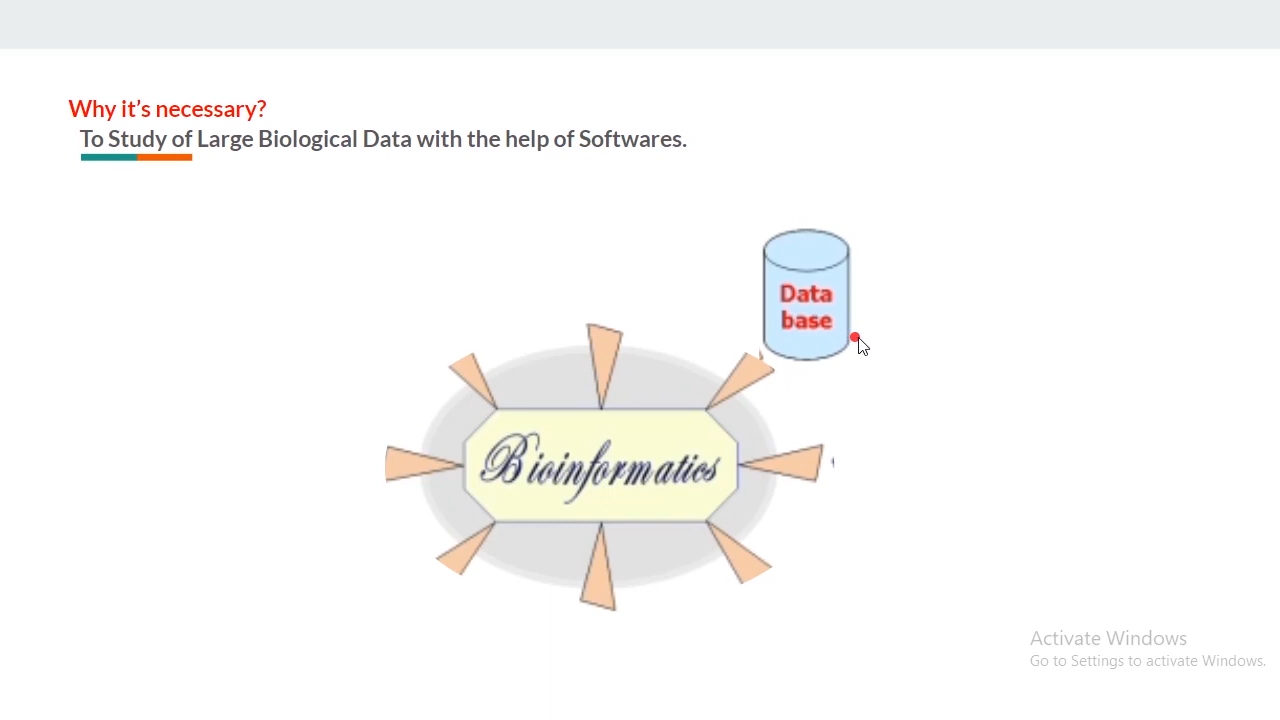 Why it's necessary?
To Study of Large Biological Data with the help of Softwares.
Data
base
Bioinformatics
Activate Windows
Go to Settings to activate Windows.